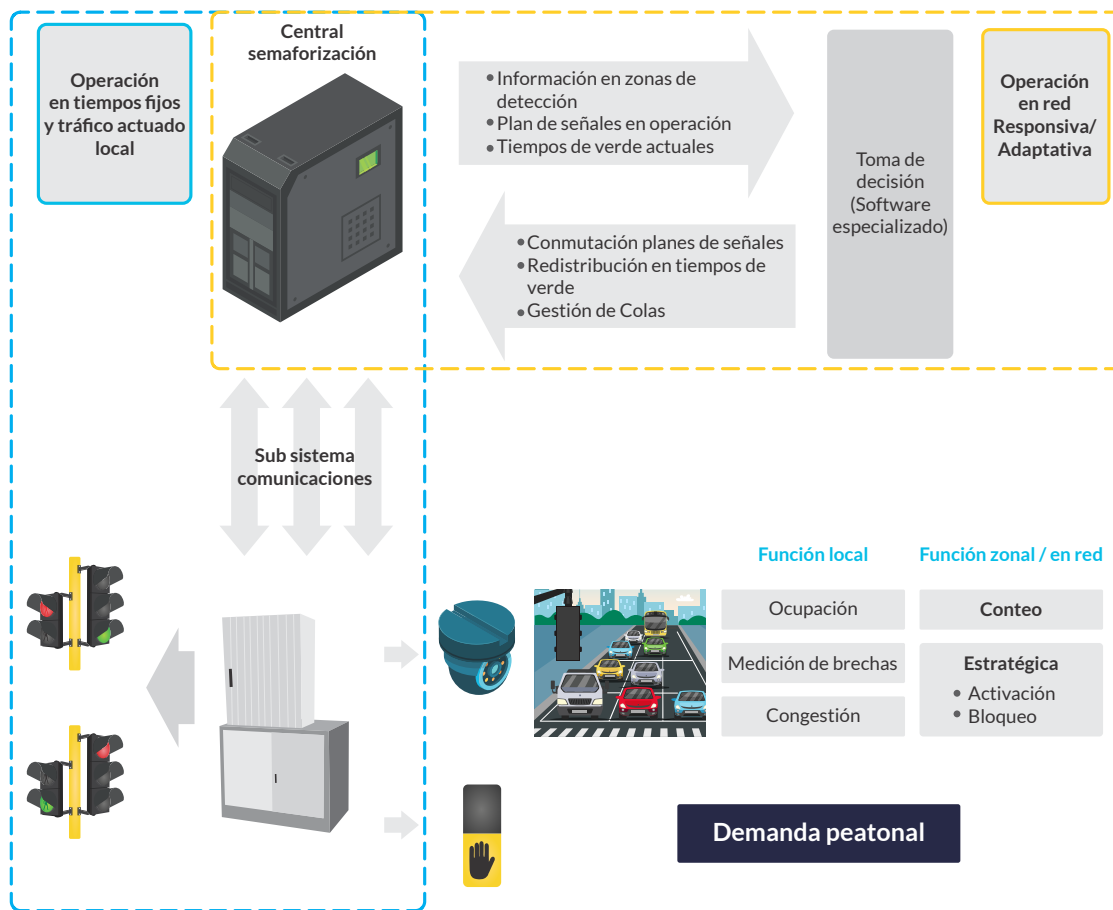 Operación
en tiempos fijos
y tráfico actuado
local
Central
semaforización
• Información en zonas de
detección
• Plan de señales en operación
• Tiempos de verde actuales
• Conmutación planes de señales
• Redistribución en tiempos de
verde
• Gestión de Colas
Toma de
decisión
(Software
especializado)
Operación
en red
Responsiva/
Adaptativa
Sub sistema
comunicaciones
Función local
Ocupación
Medición de brechas
Congestión
Función zonal / en red
Conteo
Estratégica
• Activación
• Bloqueo
Demanda peatonal